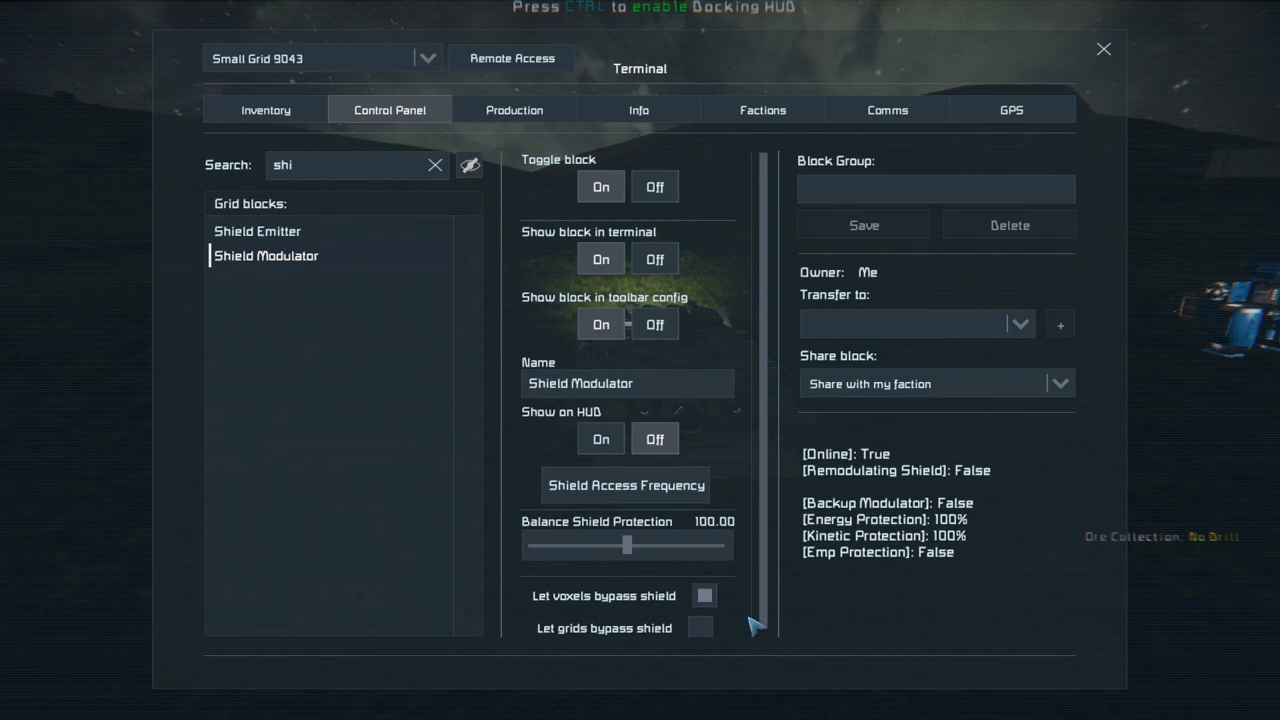 Press CTRL to enable Docking HUD
Small Grid 9043
Remote Access
Terminal
Inventory
Control Panel
Production
Info
Factions
Comms
GPS
Search:
shi
Grid blocks:
Shield Emitter
Shield Modulator
Toggle block
On
Off
Show block in terminal
On
Off
Show block in toolbar config
On
Off
Name
Shield Modulator
Show on HUD
On
Off
Shield Access Frequency
Balance Shield Protection 100.00
Let voxels bypass shield
Let grids bypass shield
Block Group:
Save
Delete
Owner: Me
Transfer to:
+
Share block:
Share with my faction
[Online]: True
[Remodulating Shield]: False
[Backup Modulator]: False
[Energy Protection]: 100%
[Kinetic Protection]: 100%
[Emp Protection]: False
Ore Collection: No Drill